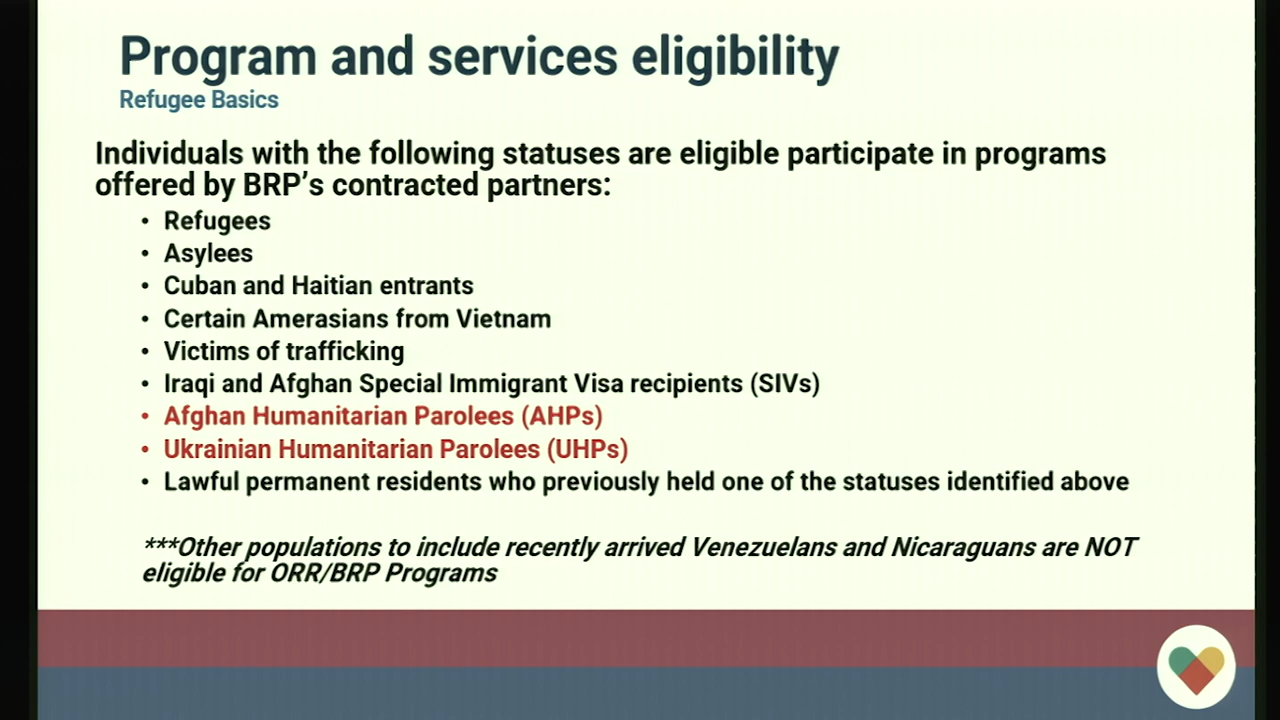 Program and services eligibility
Refugee Basics
Individuals with the following statuses are eligible participate in programs
offered by BRP's contracted partners:
• Refugees
• Asylees
• Cuban and Haitian entrants
• Certain Amerasians from Vietnam
• Victims of trafficking
• Iraqi and Afghan Special Immigrant Visa recipients (SIVs)
• Afghan Humanitarian Parolees (AHPs)
• Ukrainian Humanitarian Parolees (UHPs)
• Lawful permanent residents who previously held one of the statuses identified above
***Other populations to include recently arrived Venezuelans and Nicaraguans are NOT
eligible for ORR/BRP Programs